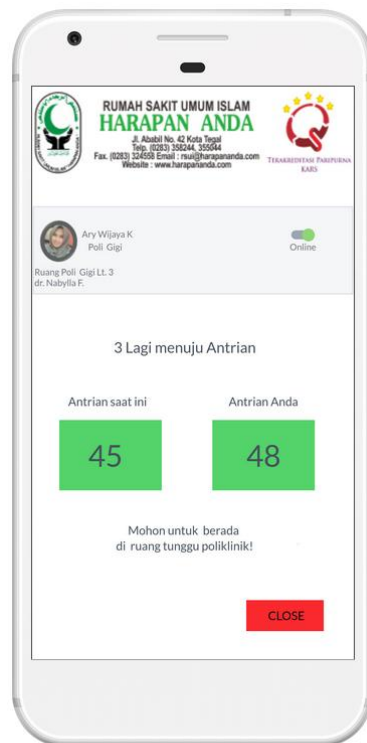 RUMAH SAKIT UMUM ISLAM
HARAPAN ANDA
Jl. Ababil No. 42 Kota Tegal
Telp. (0283) 358244, 355044
Fax. (0283) 324558 Email : rsui@harapananda.com
Website : www.harapananda.com
TERAKREDITASI PARIPURNA
KARS
Ary Wijaya K
Poli Gigi
Online
Ruang Poli Gigi Lt. 3
dr. Nabylla F.
3 Lagi menuju Antrian
Antrian saat ini
Antrian Anda
45
48
Mohon untuk berada
di ruang tunggu poliklinik!
CLOSE